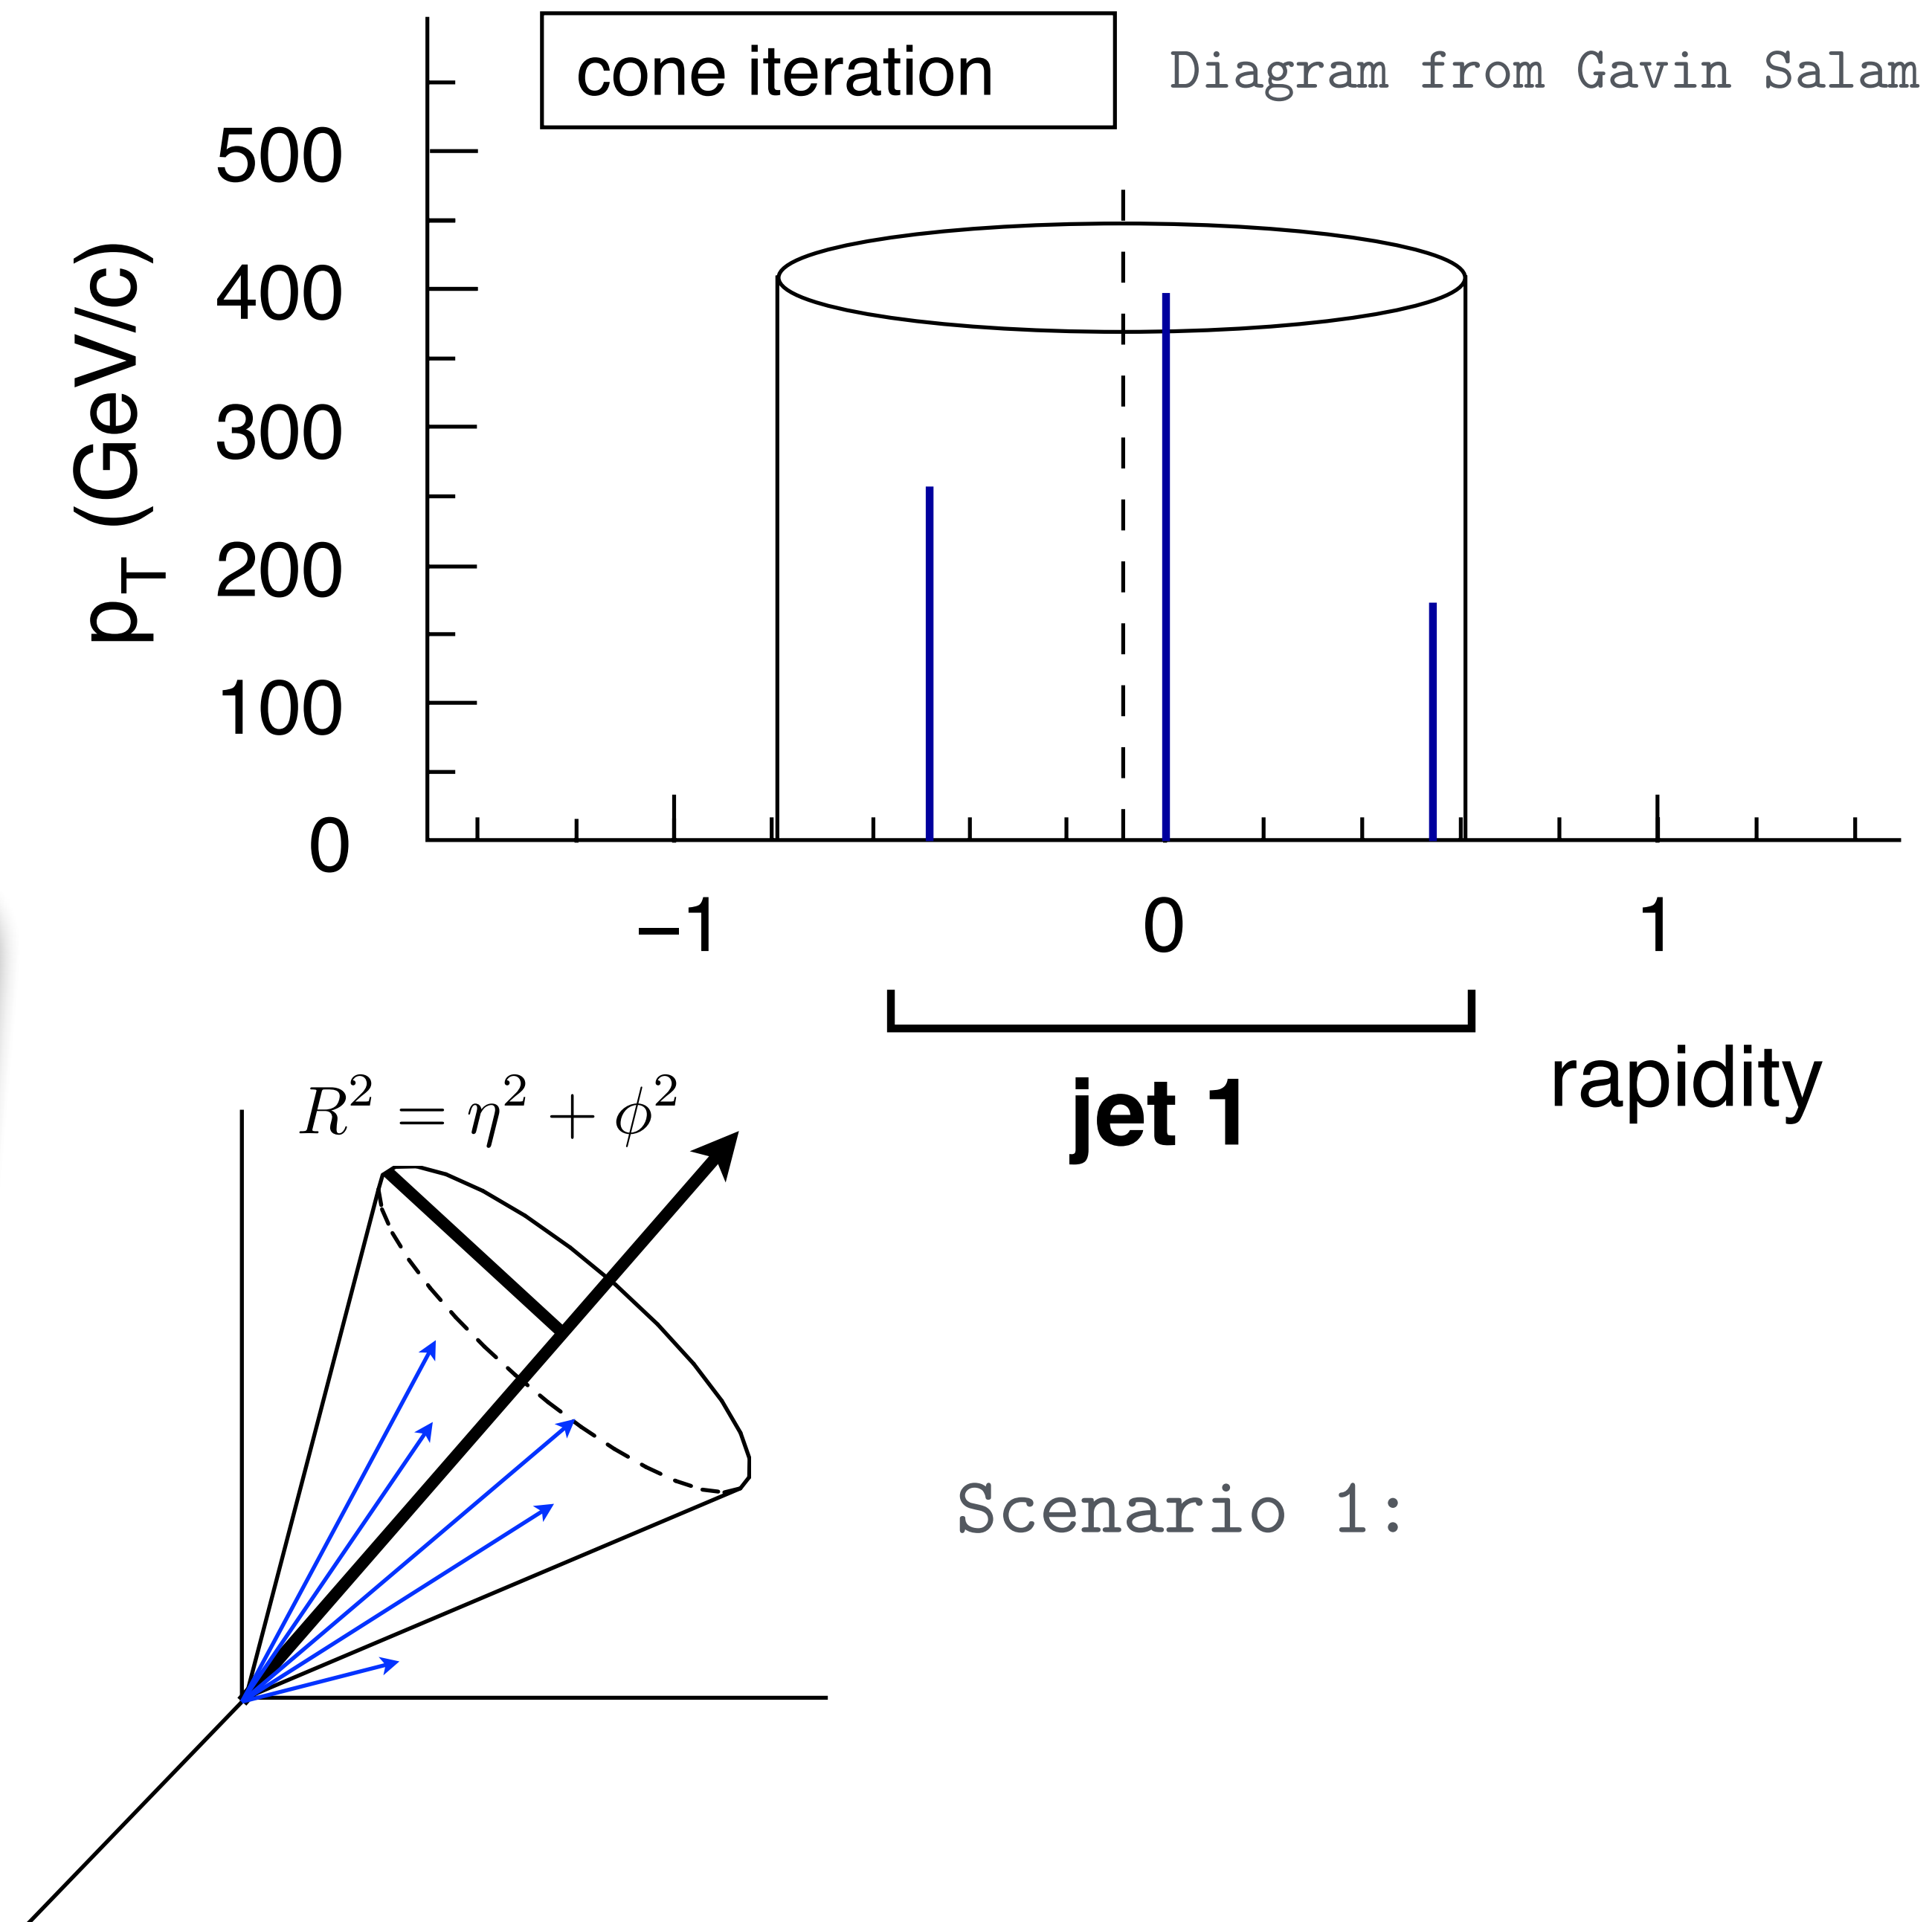 cone iteration
Diagram from Gavin Salam
500
400
300
200
100
0
p_T (GeV/c)
−1 0 1
rapidity
jet 1
R² = η² + ϕ²
Scenario 1: